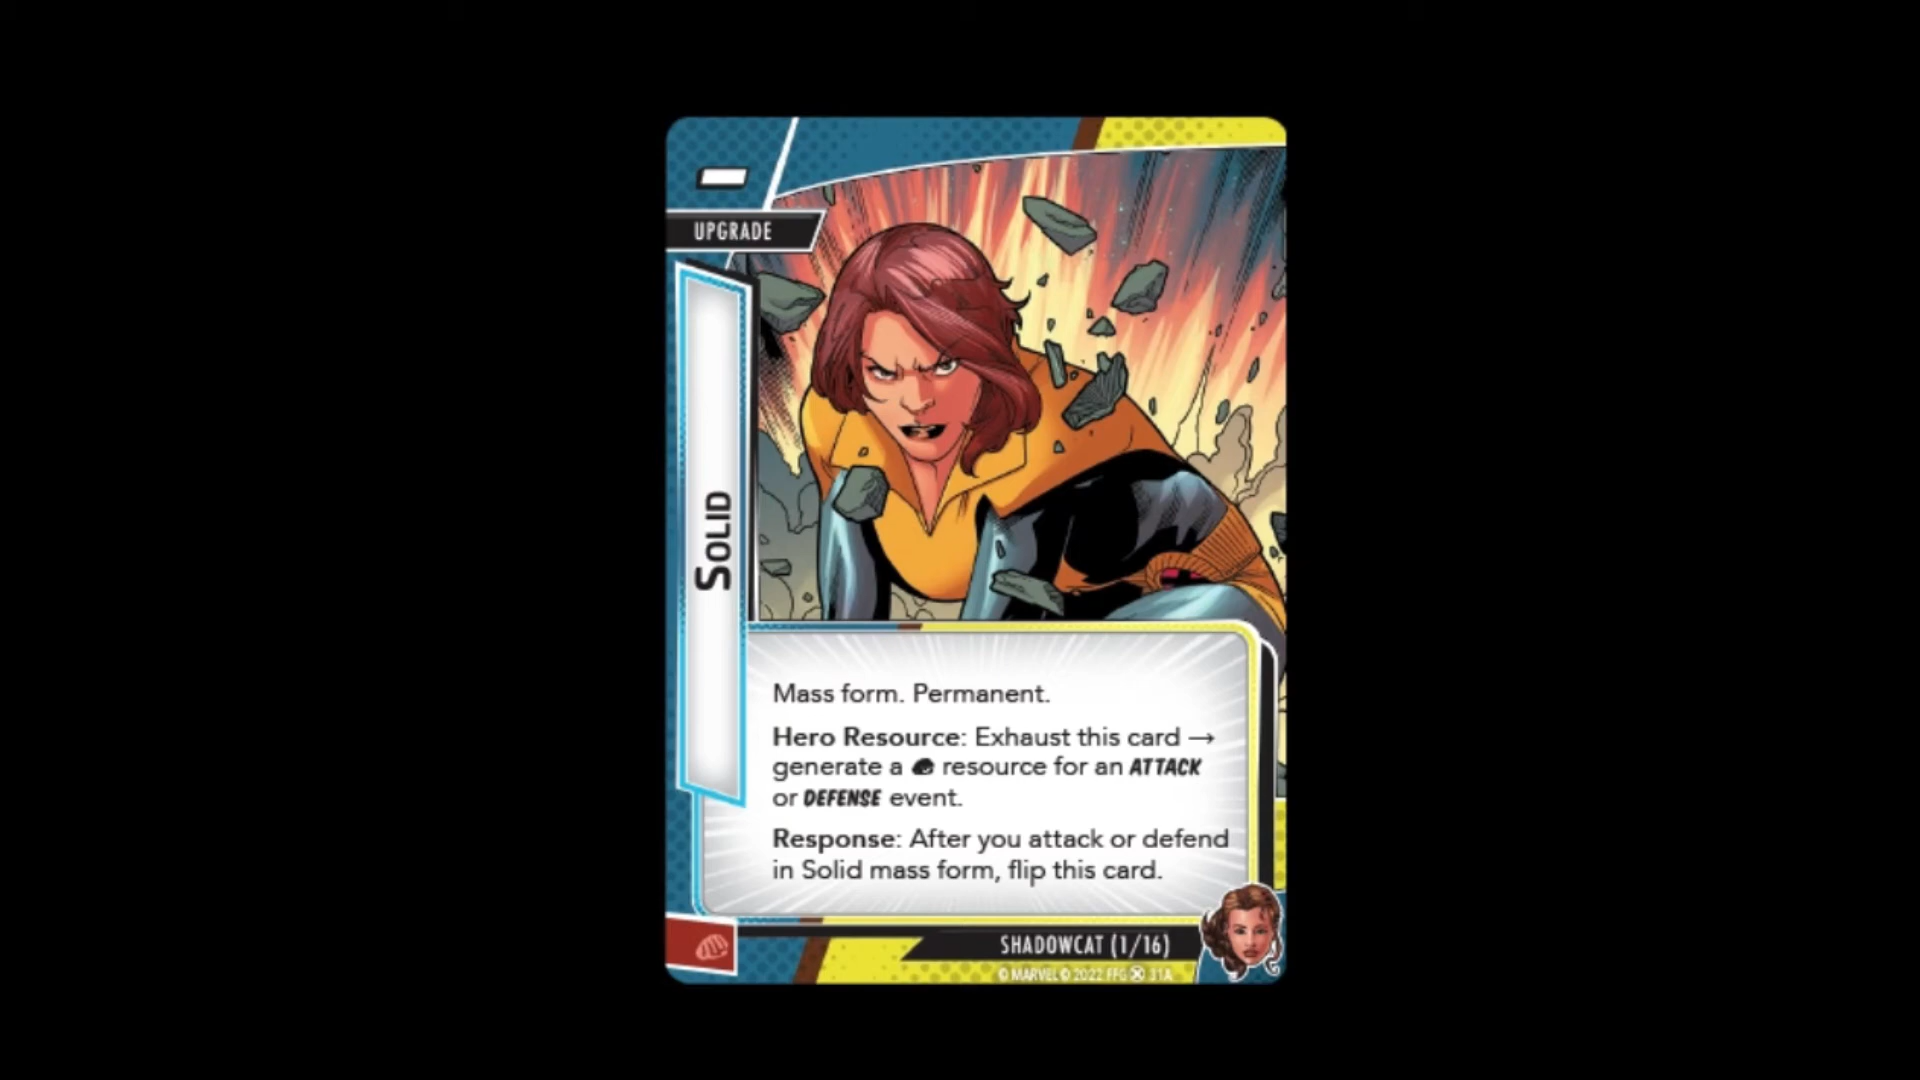 UPGRADE
SOLID
Mass form. Permanent.
Hero Resource: Exhaust this card →
generate a resource for an ATTACK
or DEFENSE event.
Response: After you attack or defend
in Solid mass form, flip this card.
SHADOWCAT (1/16)
© MARVEL © 2022 FFG 31A